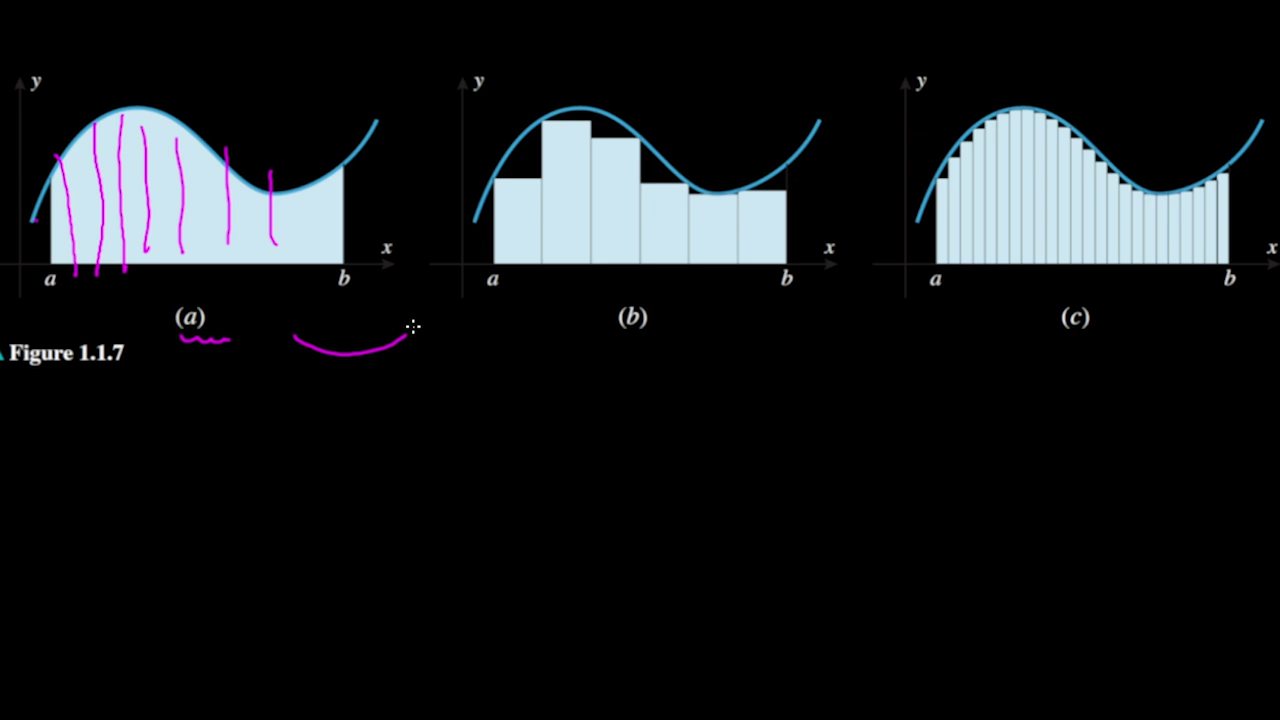 y y y
x x x
a b a b a b
(a) (b) (c)
Figure 1.1.7